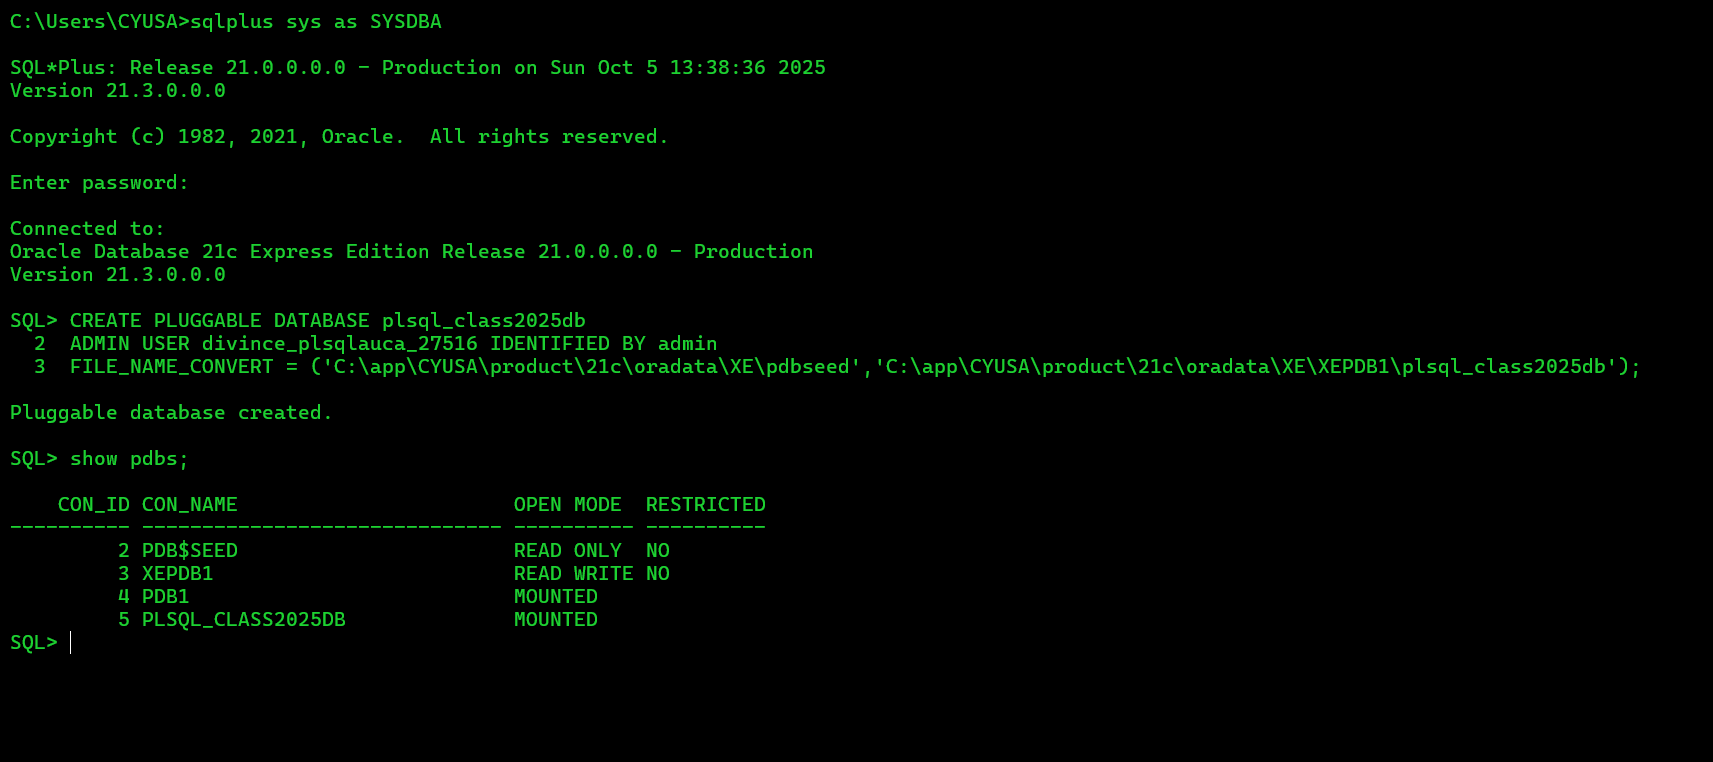 C:\Users\CYUSA>sqlplus sys as SYSDBA
SQL*Plus: Release 21.0.0.0.0 - Production on Sun Oct 5 13:38:36 2025
Version 21.3.0.0.0
Copyright (c) 1982, 2021, Oracle.  All rights reserved.
Enter password:
Connected to:
Oracle Database 21c Express Edition Release 21.0.0.0.0 - Production
Version 21.3.0.0.0
SQL> CREATE PLUGGABLE DATABASE plsql_class2025db
  2  ADMIN USER divince_plsqlauca_27516 IDENTIFIED BY admin
  3  FILE_NAME_CONVERT = ('C:\app\CYUSA\product\21c\oradata\XE\pdbseed','C:\app\CYUSA\product\21c\oradata\XE\XEPDB1\plsql_class2025db');
Pluggable database created.
SQL> show pdbs;
    CON_ID CON_NAME                       OPEN MODE  RESTRICTED
---------- ------------------------------ ---------- ----------
         2 PDB$SEED                       READ ONLY  NO
         3 XEPDB1                         READ WRITE NO
         4 PDB1                           MOUNTED
         5 PLSQL_CLASS2025DB              MOUNTED
SQL>